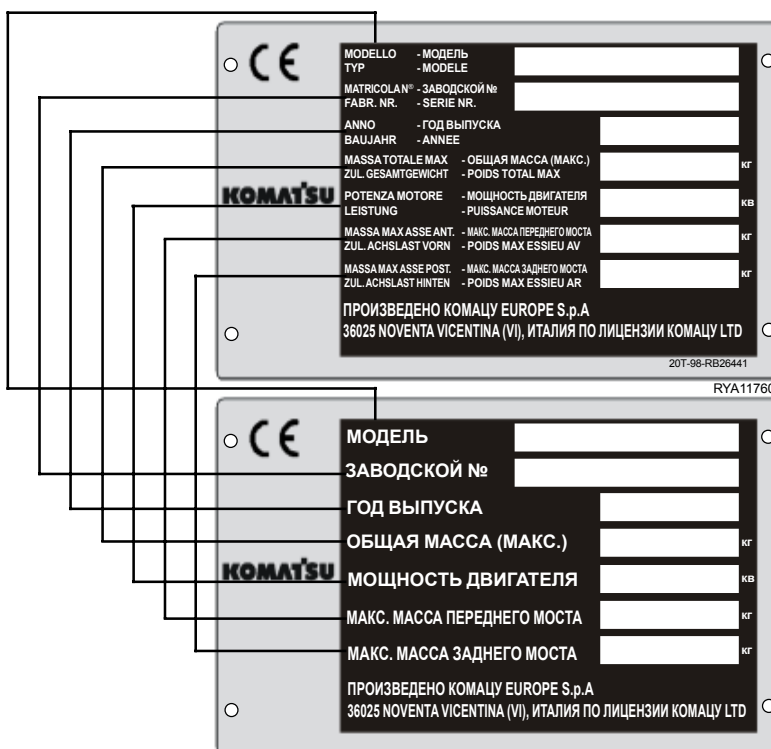 CE
MODELLO - МОДЕЛЬ
TYP - MODELE
MATRICOLA N® - ЗАВОДСКОЙ №
FABR. NR. - SERIE NR.
ANNO - ГОД ВЫПУСКА
BAUJAHR - ANNEE
MASSA TOTALE MAX - ОБЩАЯ МАССА (МАКС.) кг
ZUL. GESAMTGEWICHT - POIDS TOTAL MAX
KOMATSU
POTENZA MOTORE - МОЩНОСТЬ ДВИГАТЕЛЯ кв
LEISTUNG - PUISSANCE MOTEUR
MASSA MAX ASSE ANT. - МАКС. МАССА ПЕРЕДНЕГО МОСТА кг
ZUL. ACHSLAST VORN - POIDS MAX ESSIEU AV
MASSA MAX ASSE POST. - МАКС. МАССА ЗАДНЕГО МОСТА кг
ZUL. ACHSLAST HINTEN - POIDS MAX ESSIEU AR
ПРОИЗВЕДЕНО КОМАЦУ EUROPE S.p.A
36025 NOVENTA VICENTINA (VI), ИТАЛИЯ ПО ЛИЦЕНЗИИ КОМАЦУ LTD
20T-98-RB26441
RYA11760
CE
МОДЕЛЬ
ЗАВОДСКОЙ №
ГОД ВЫПУСКА
ОБЩАЯ МАССА (МАКС.) кг
KOMATSU
МОЩНОСТЬ ДВИГАТЕЛЯ кв
МАКС. МАССА ПЕРЕДНЕГО МОСТА кг
МАКС. МАССА ЗАДНЕГО МОСТА кг
ПРОИЗВЕДЕНО КОМАЦУ EUROPE S.p.A
36025 NOVENTA VICENTINA (VI), ИТАЛИЯ ПО ЛИЦЕНЗИИ КОМАЦУ LTD